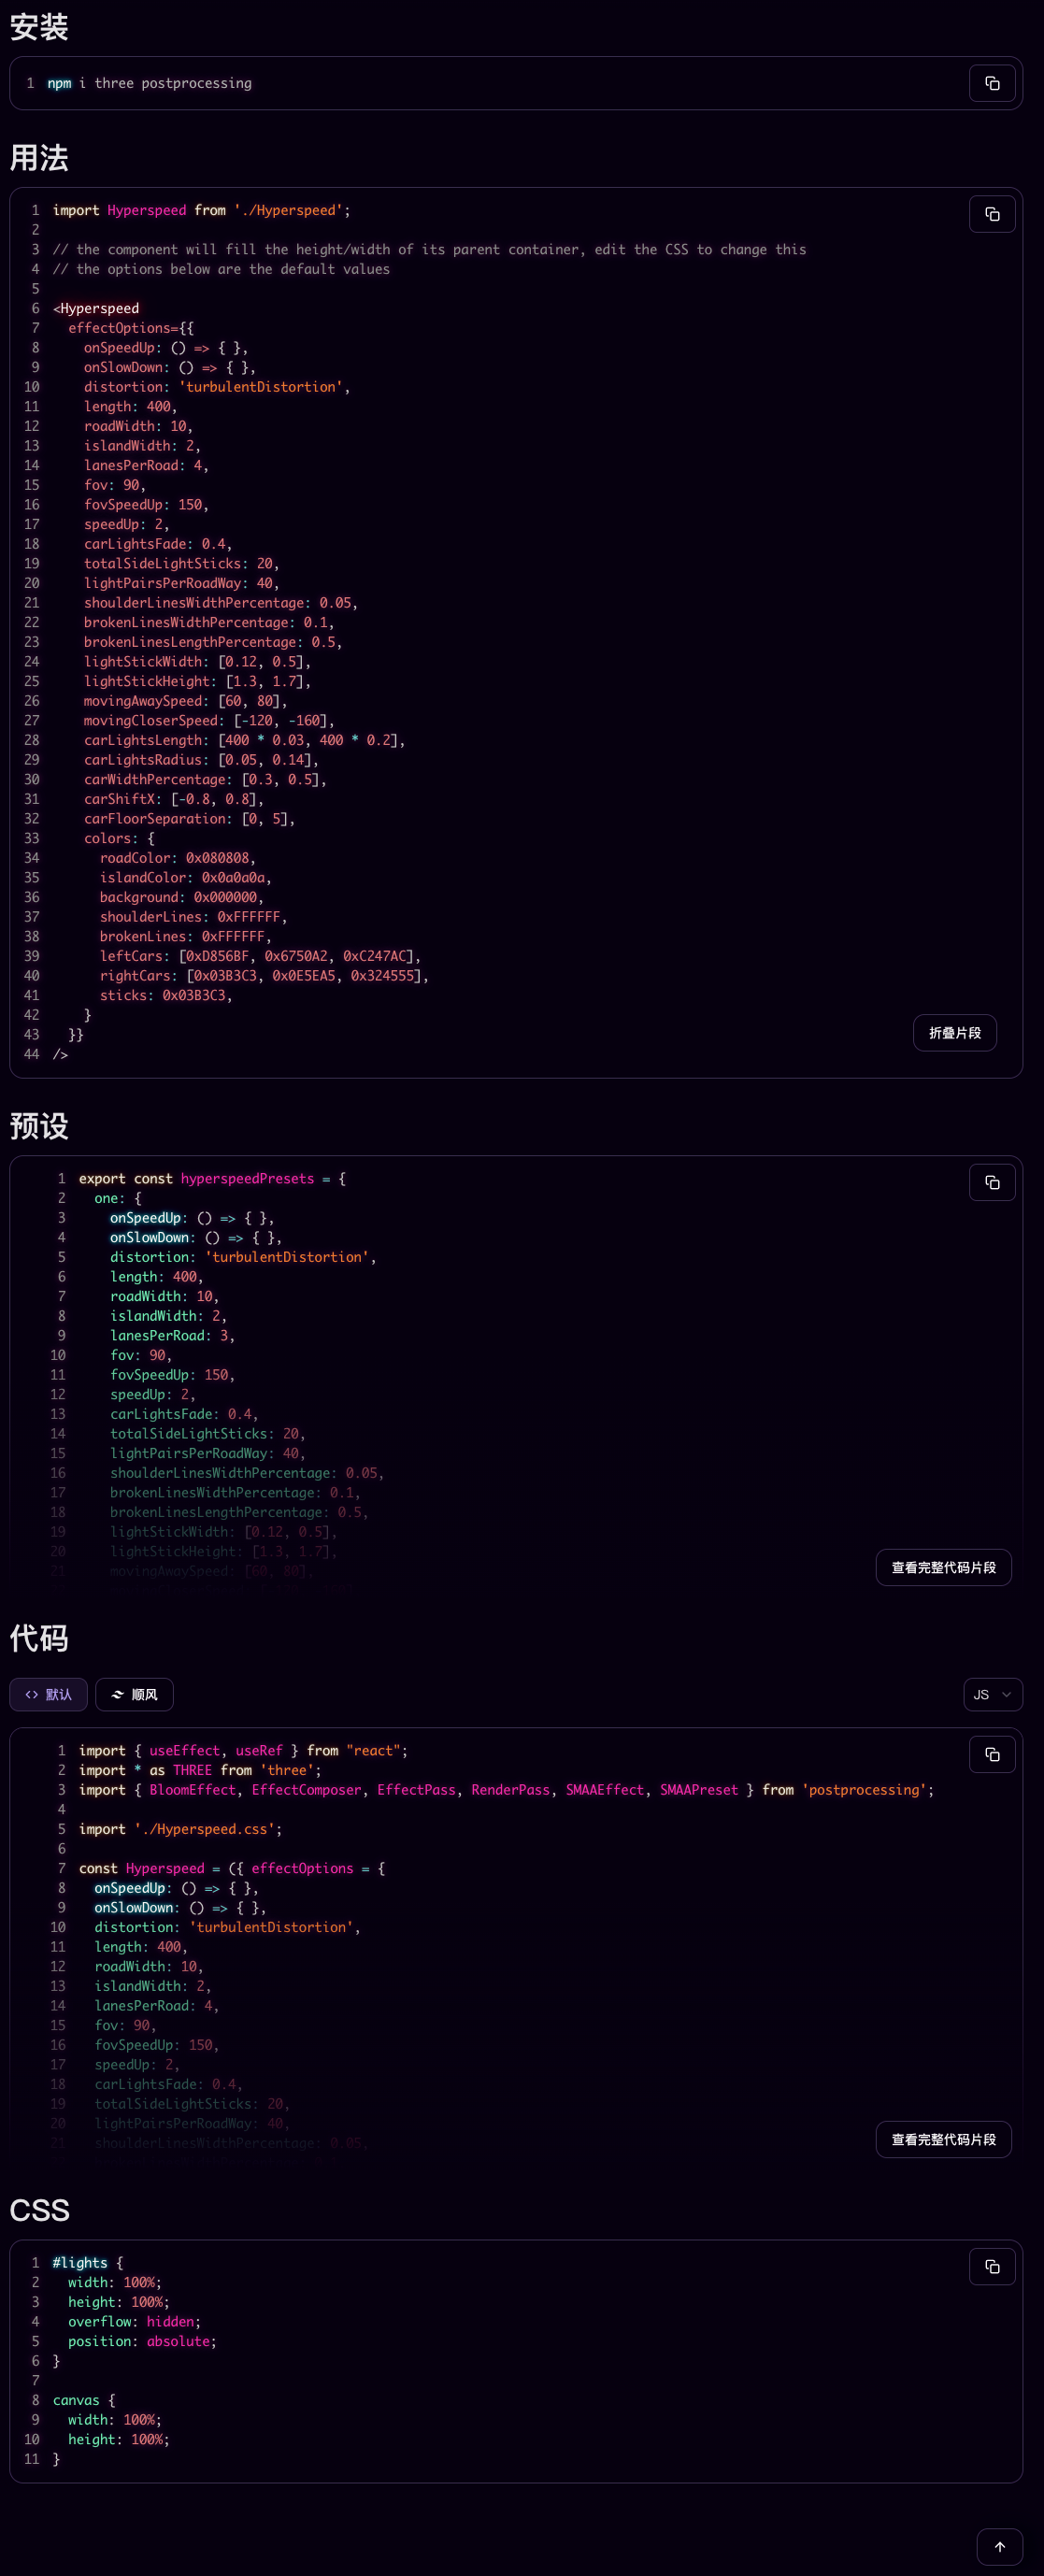 安装
1 npm i three postprocessing
用法
1 import Hyperspeed from './Hyperspeed';
2
3 // the component will fill the height/width of its parent container, edit the CSS to change this
4 // the options below are the default values
5
6 <Hyperspeed
7   effectOptions={{
8     onSpeedUp: () => { },
9     onSlowDown: () => { },
10     distortion: 'turbulentDistortion',
11     length: 400,
12     roadWidth: 10,
13     islandWidth: 2,
14     lanesPerRoad: 4,
15     fov: 90,
16     fovSpeedUp: 150,
17     speedUp: 2,
18     carLightsFade: 0.4,
19     totalSideLightSticks: 20,
20     lightPairsPerRoadWay: 40,
21     shoulderLinesWidthPercentage: 0.05,
22     brokenLinesWidthPercentage: 0.1,
23     brokenLinesLengthPercentage: 0.5,
24     lightStickWidth: [0.12, 0.5],
25     lightStickHeight: [1.3, 1.7],
26     movingAwaySpeed: [60, 80],
27     movingCloserSpeed: [-120, -160],
28     carLightsLength: [400 * 0.03, 400 * 0.2],
29     carLightsRadius: [0.05, 0.14],
30     carWidthPercentage: [0.3, 0.5],
31     carShiftX: [-0.8, 0.8],
32     carFloorSeparation: [0, 5],
33     colors: {
34       roadColor: 0x080808,
35       islandColor: 0x0a0a0a,
36       background: 0x000000,
37       shoulderLines: 0xFFFFFF,
38       brokenLines: 0xFFFFFF,
39       leftCars: [0xD856BF, 0x6750A2, 0xC247AC],
40       rightCars: [0x03B3C3, 0x0E5EA5, 0x324555],
41       sticks: 0x03B3C3,
42     }
43   }}
44 />
折叠片段
预设
1 export const hyperspeedPresets = {
2   one: {
3     onSpeedUp: () => { },
4     onSlowDown: () => { },
5     distortion: 'turbulentDistortion',
6     length: 400,
7     roadWidth: 10,
8     islandWidth: 2,
9     lanesPerRoad: 3,
10     fov: 90,
11     fovSpeedUp: 150,
12     speedUp: 2,
13     carLightsFade: 0.4,
14     totalSideLightSticks: 20,
15     lightPairsPerRoadWay: 40,
16     shoulderLinesWidthPercentage: 0.05,
17     brokenLinesWidthPercentage: 0.1,
18     brokenLinesLengthPercentage: 0.5,
19     lightStickWidth: [0.12, 0.5],
20     lightStickHeight: [1.3, 1.7],
21     movingAwaySpeed: [60, 80],
查看完整代码片段
代码
<> 默认 顺风 JS
1 import { useEffect, useRef } from "react";
2 import * as THREE from 'three';
3 import { BloomEffect, EffectComposer, EffectPass, RenderPass, SMAAEffect, SMAAPreset } from 'postprocessing';
4
5 import './Hyperspeed.css';
6
7 const Hyperspeed = ({ effectOptions = {
8   onSpeedUp: () => { },
9   onSlowDown: () => { },
10   distortion: 'turbulentDistortion',
11   length: 400,
12   roadWidth: 10,
13   islandWidth: 2,
14   lanesPerRoad: 4,
15   fov: 90,
16   fovSpeedUp: 150,
17   speedUp: 2,
18   carLightsFade: 0.4,
19   totalSideLightSticks: 20,
20   lightPairsPerRoadWay: 40,
21   shoulderLinesWidthPercentage: 0.05,
查看完整代码片段
CSS
1 #lights {
2   width: 100%;
3   height: 100%;
4   overflow: hidden;
5   position: absolute;
6 }
7
8 canvas {
9   width: 100%;
10   height: 100%;
11 }